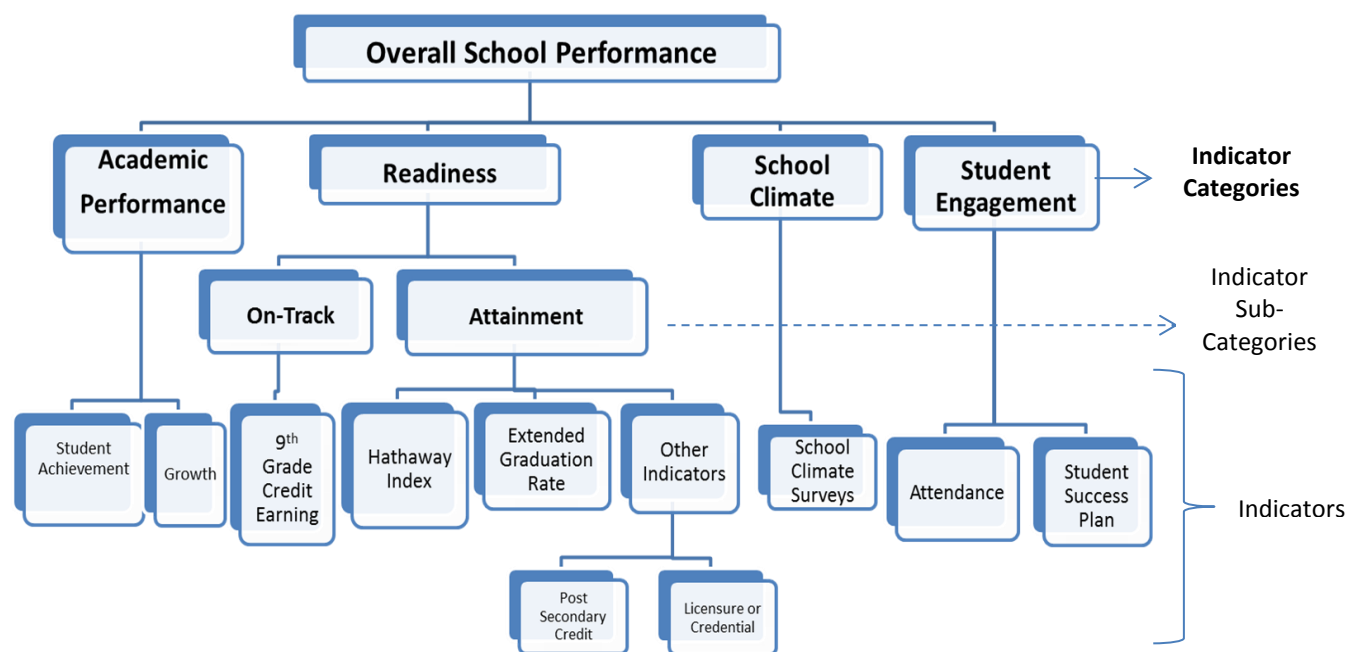 Overall School Performance
Academic
Performance
Readiness
School
Climate
Student
Engagement
Indicator
Categories
On-Track
Attainment
Indicator
Sub-
Categories
Student
Achievement
Growth
9th
Grade
Credit
Earning
Hathaway
Index
Extended
Graduation
Rate
Other
Indicators
School
Climate
Surveys
Attendance
Student
Success
Plan
Indicators
Post
Secondary
Credit
Licensure or
Credential